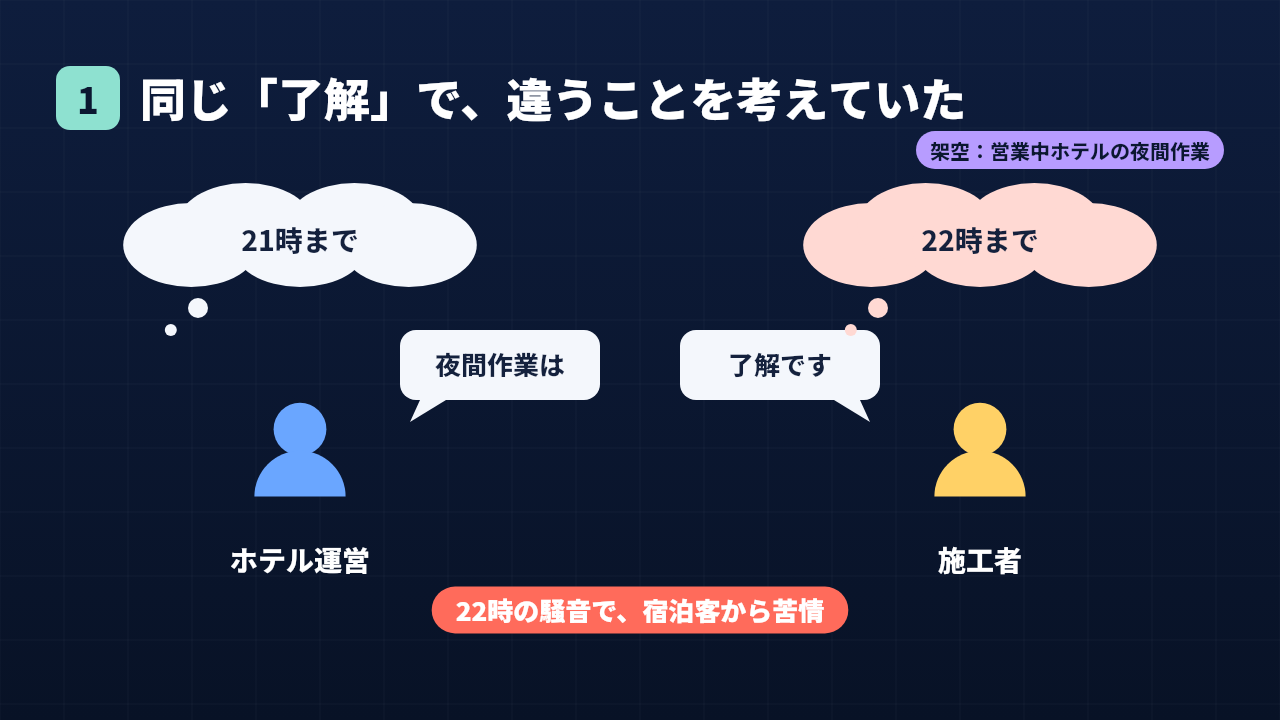 1
同じ「了解」で、違うことを考えていた
架空：営業中ホテルの夜間作業
21時まで
22時まで
夜間作業は
了解です
ホテル運営
施工者
22時の騒音で、宿泊客から苦情